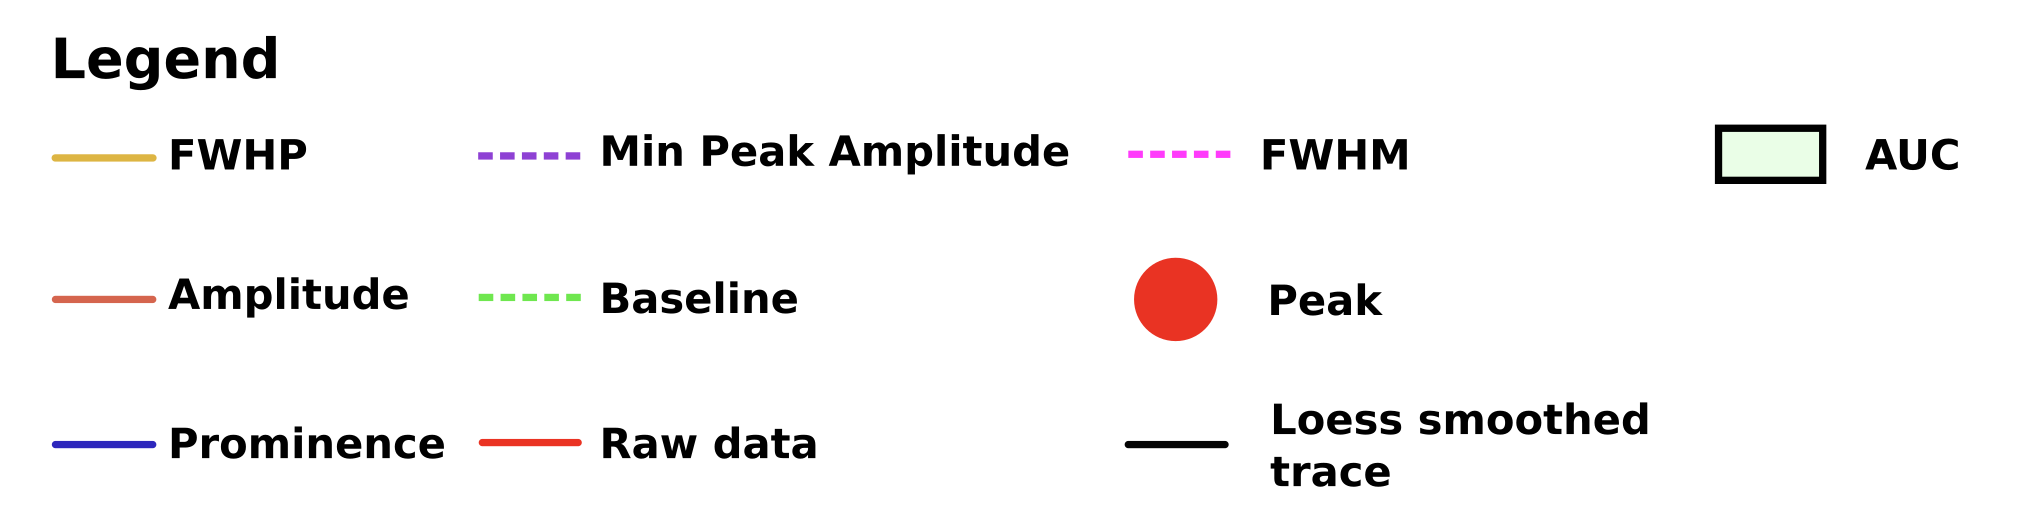 Legend
FWHP
Min Peak Amplitude
FWHM
AUC
Amplitude
Baseline
Peak
Prominence
Raw data
Loess smoothed
trace